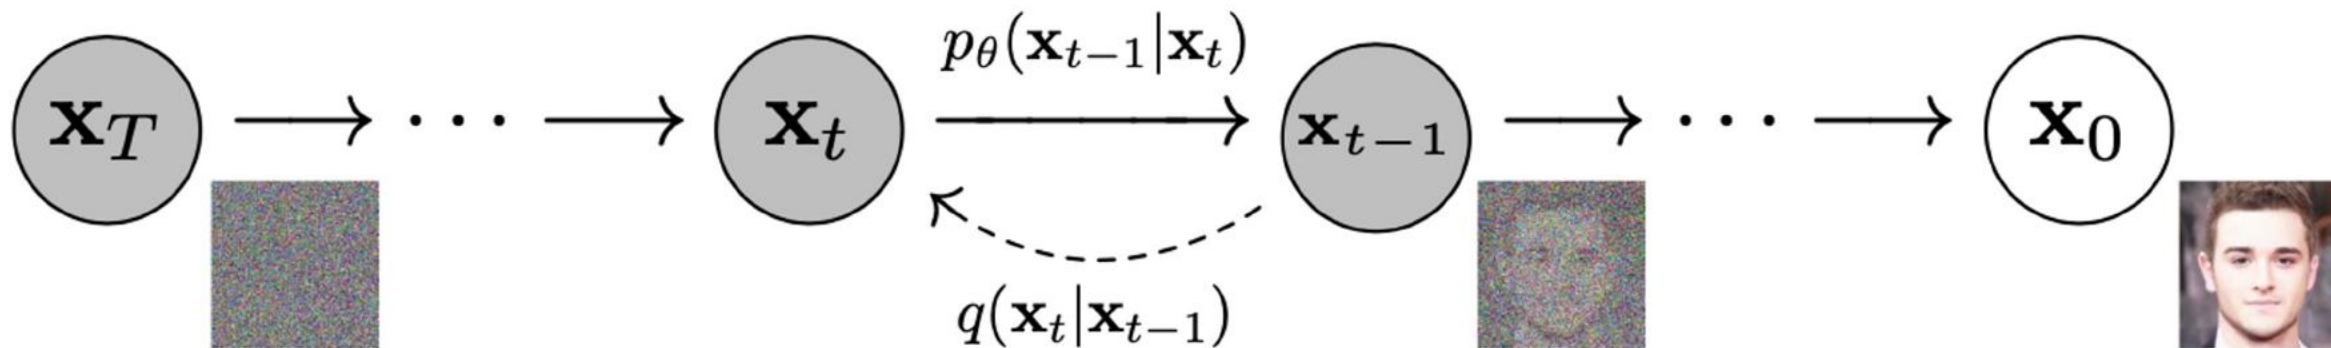 p_θ(x_{t−1}|x_t)
x_T → ··· → x_t → x_{t−1} → ··· → x_0
q(x_t|x_{t−1})